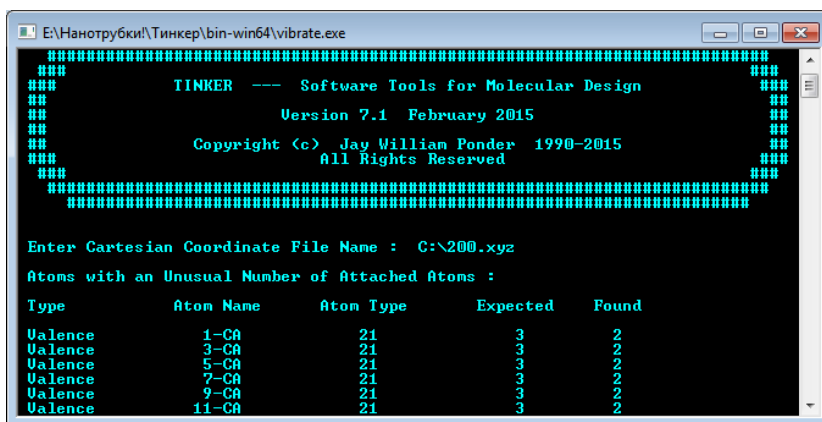 E:\Нанотрубки!\Тинкер\bin-win64\vibrate.exe
##########################################################################
### ###
### TINKER --- Software Tools for Molecular Design ###
## ##
## Version 7.1 February 2015 ##
## ##
## Copyright (c) Jay William Ponder 1990-2015 ##
### All Rights Reserved ###
### ###
##########################################################################
######################################################################
Enter Cartesian Coordinate File Name : C:\200.xyz
Atoms with an Unusual Number of Attached Atoms :
Type Atom Name Atom Type Expected Found
Valence 1-CA 21 3 2
Valence 3-CA 21 3 2
Valence 5-CA 21 3 2
Valence 7-CA 21 3 2
Valence 9-CA 21 3 2
Valence 11-CA 21 3 2